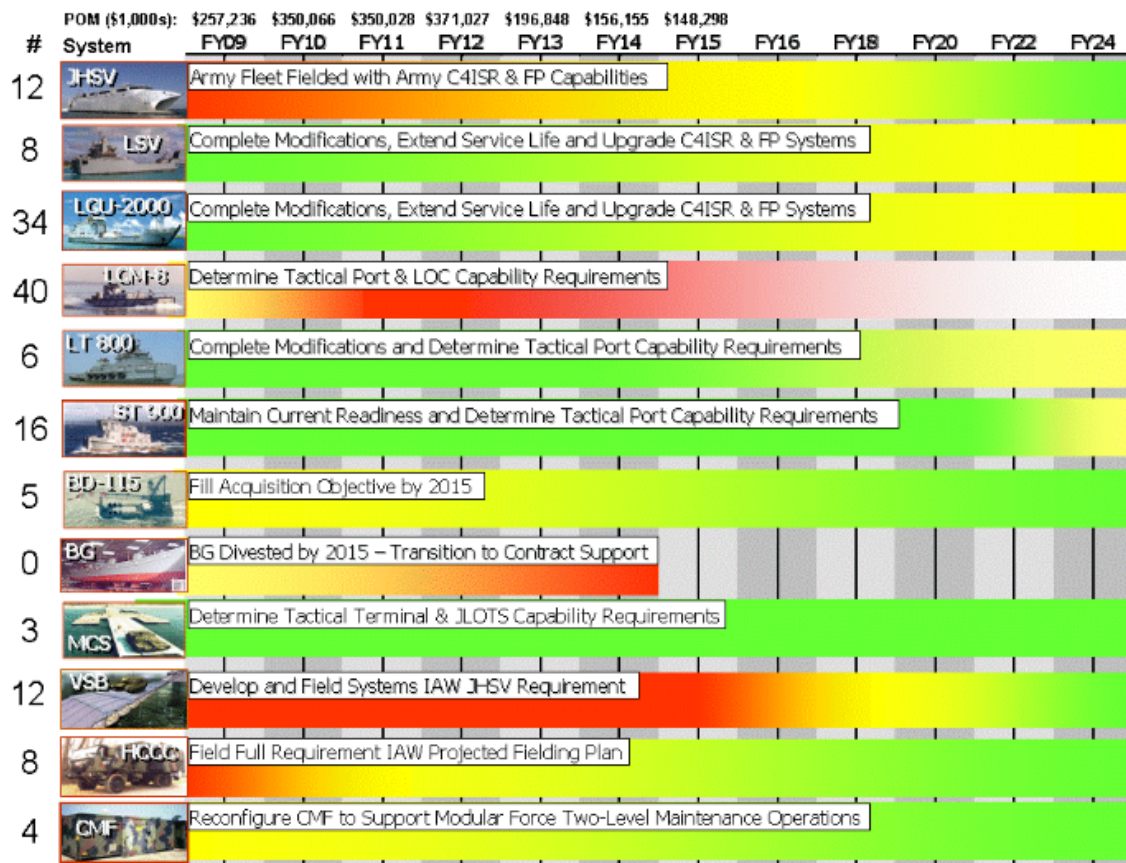 POM ($1,000s): $257,236 $350,066 $350,028 $371,027 $196,848 $156,155 $148,298
# System FY09 FY10 FY11 FY12 FY13 FY14 FY15 FY16 FY18 FY20 FY22 FY24
12 JHSV Army Fleet Fielded with Army C4ISR & FP Capabilities
8 LSV Complete Modifications, Extend Service Life and Upgrade C4ISR & FP Systems
34 LCU-2000 Complete Modifications, Extend Service Life and Upgrade C4ISR & FP Systems
40 LCM-8 Determine Tactical Port & LOC Capability Requirements
6 LT 800 Complete Modifications and Determine Tactical Port Capability Requirements
16 ST 900 Maintain Current Readiness and Determine Tactical Port Capability Requirements
5 BD-115 Fill Acquisition Objective by 2015
0 BG BG Divested by 2015 – Transition to Contract Support
3 MCS Determine Tactical Terminal & JLOTS Capability Requirements
12 VSB Develop and Field Systems IAW JHSV Requirement
8 HCCC Field Full Requirement IAW Projected Fielding Plan
4 CMF Reconfigure CMF to Support Modular Force Two-Level Maintenance Operations